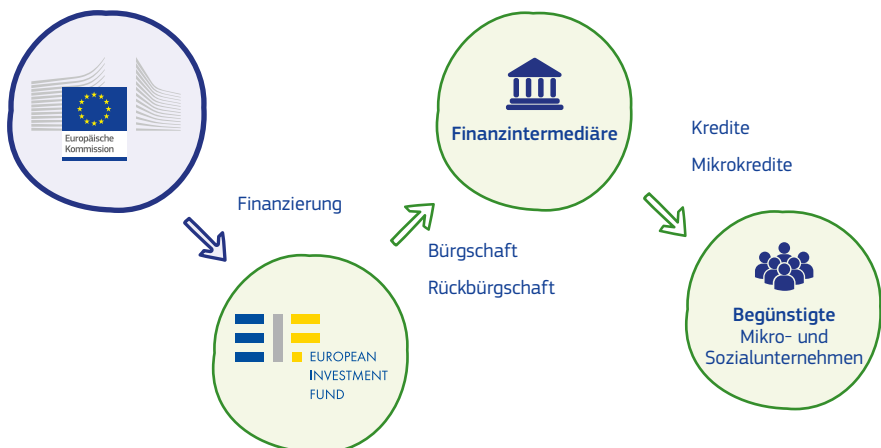 Europäische
Kommission
Finanzierung
EUROPEAN
INVESTMENT
FUND
Bürgschaft
Rückbürgschaft
Finanzintermediäre
Kredite
Mikrokredite
Begünstigte
Mikro- und
Sozialunternehmen